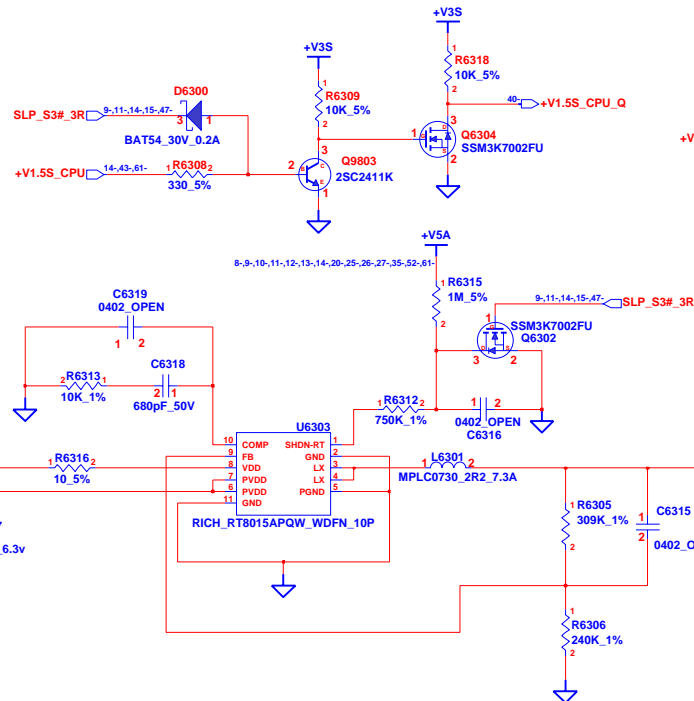 +V3S
1
R6318
10K_5%
2
40-
+V1.5S_CPU_Q
+V3S
1
R6309
10K_5%
2
D6300
SLP_S3#_3R
9-,11-,14-,15-,47-
3
1
BAT54_30V_0.2A
3
D
1
G
S
2
Q6304
SSM3K7002FU
+V
+V1.5S_CPU
14-,43-,61-
1
R6308
2
330_5%
3
2
B
C
E
1
Q9803
2SC2411K
+V5A
8-,9-,10-,11-,12-,13-,14-,20-,25-,26-,27-,35-,52-,61-
1
R6315
1M_5%
2
9-,11-,14-,15-,47-
SLP_S3#_3R
1
G
D
S
SSM3K7002FU
Q6302
3
2
C6319
0402_OPEN
1
2
C6318
2
R6313
1
2
1
10K_1%
680pF_50V
1
R6312
2
750K_1%
1
2
0402_OPEN
C6316
U6303
10
COMP
SHDN-RT
1
9
FB
GND
2
8
VDD
LX
3
7
PVDD
LX
4
6
PVDD
PGND
5
11
GND
RICH_RT8015APQW_WDFN_10P
1
R6316
2
10_5%
_6.3v
1
L6301
2
MPLC0730_2R2_7.3A
1
R6305
309K_1%
2
C6315
1
2
0402_O
1
R6306
240K_1%
2